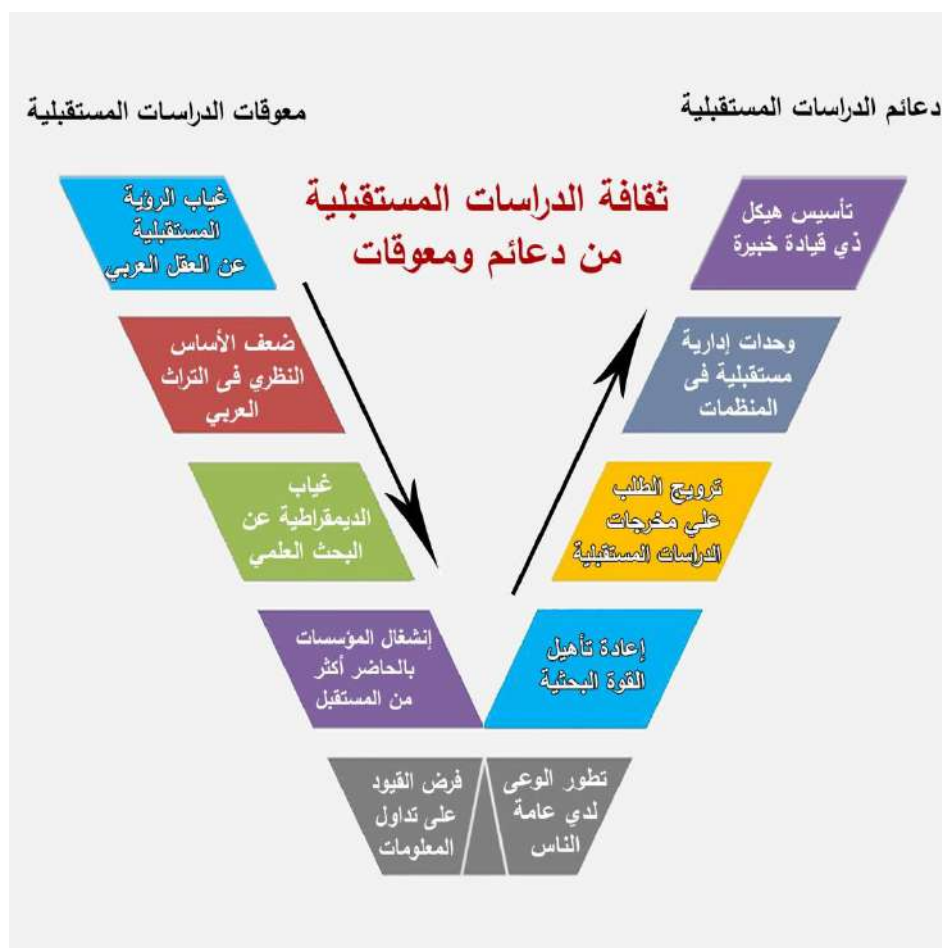 دعائم الدراسات المستقبلية
معوقات الدراسات المستقبلية
ثقافة الدراسات المستقبلية
من دعائم ومعوقات
تأسيس هيكل
ذي قيادة خبيرة
وحدات إدارية
مستقبلية فى
المنظمات
ترويج الطلب
علي مخرجات
الدراسات المستقبلية
إعادة تأهيل
القوة البحثية
تطور الوعى
لدي عامة
الناس
غياب الرؤية
المستقبلية
عن العقل العربي
ضعف الأساس
النظري فى التراث
العربي
غياب
الديمقراطية عن
البحث العلمي
إنشغال المؤسسات
بالحاضر أكثر
من المستقبل
فرض القيود
على تداول
المعلومات